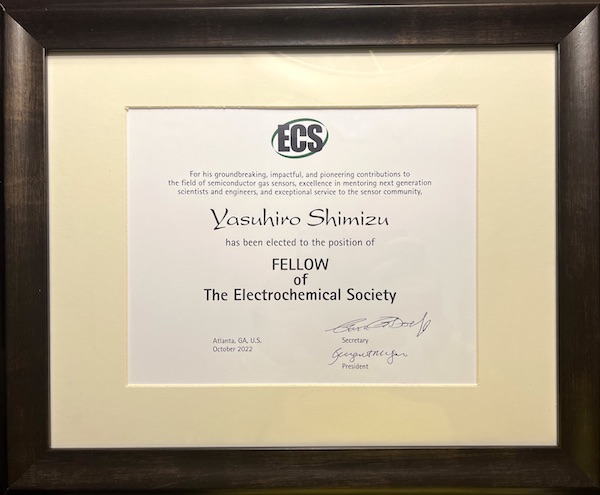 ECS
For his groundbreaking, impactful, and pioneering contributions to
the field of semiconductor gas sensors, excellence in mentoring next generation
scientists and engineers, and exceptional service to the sensor community,
Yasuhiro Shimizu
has been elected to the position of
FELLOW
of
The Electrochemical Society
Atlanta, GA, U.S.
October 2022
Secretary
President